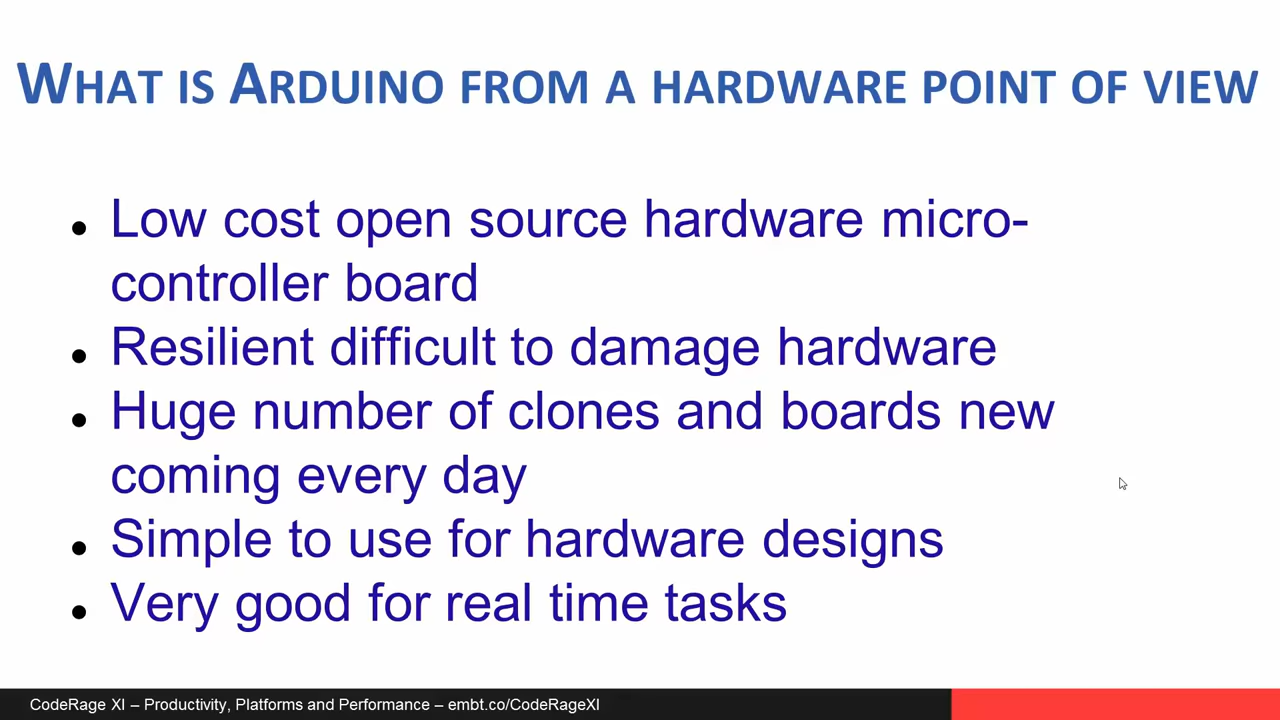 WHAT IS ARDUINO FROM A HARDWARE POINT OF VIEW
• Low cost open source hardware micro-
controller board
• Resilient difficult to damage hardware
• Huge number of clones and boards new
coming every day
• Simple to use for hardware designs
• Very good for real time tasks
CodeRage XI – Productivity, Platforms and Performance – embt.co/CodeRageXI